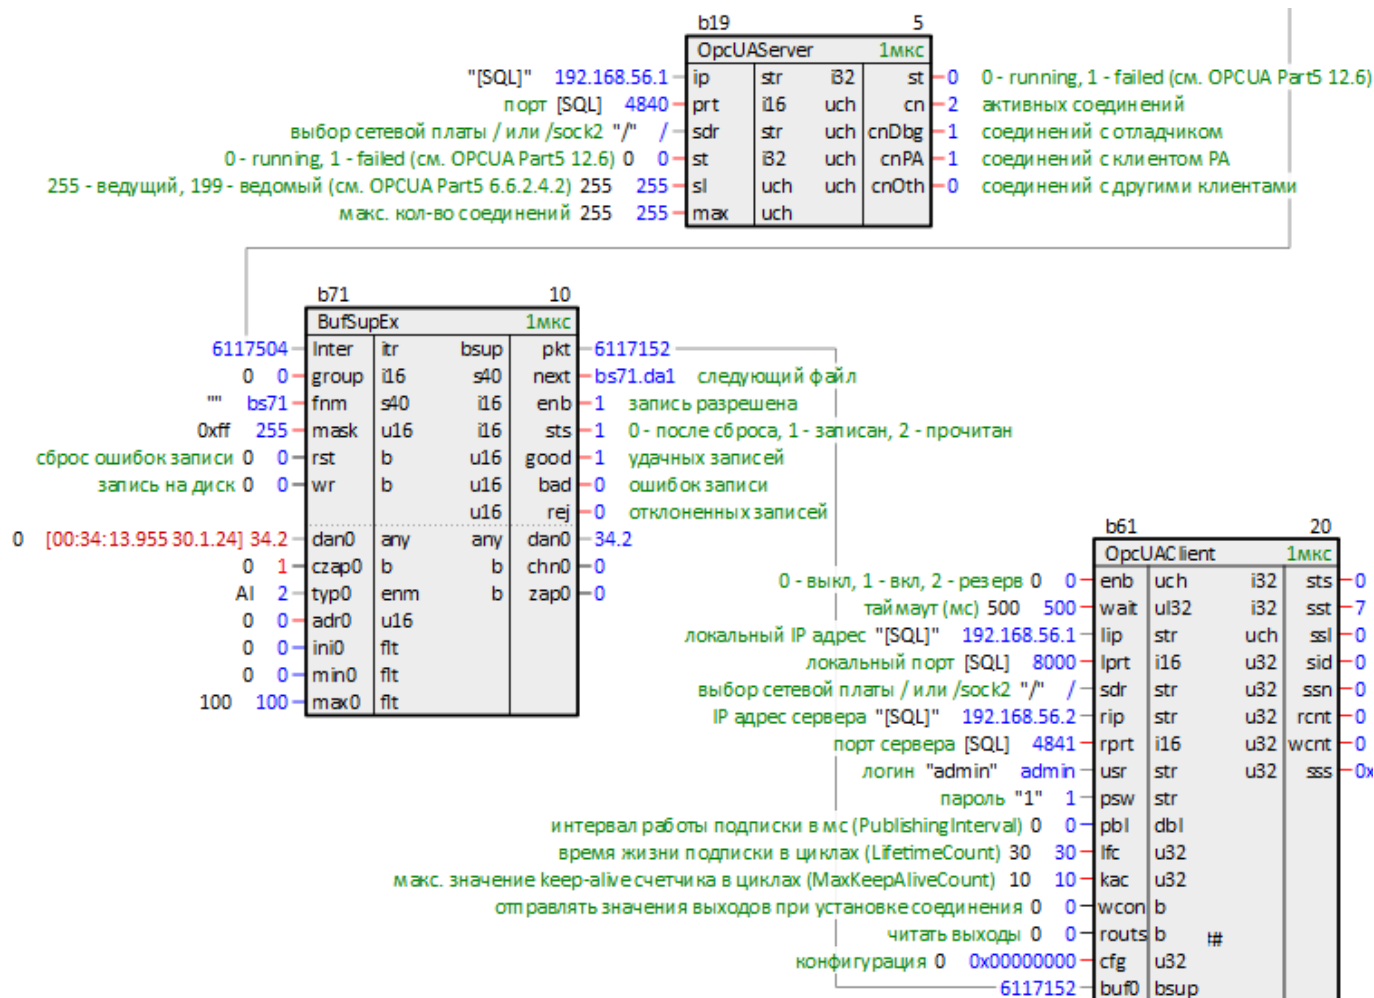 b19 5
OpcUAServer 1мкс
"[SQL]" 192.168.56.1 ip str i32 st 0 0 - running, 1 - failed (см. OPCUA Part5 12.6)
порт [SQL] 4840 prt i16 uch cn 2 активных соединений
выбор сетевой платы / или /sock2 "/" / sdr str uch cnDbg 1 соединений с отладчиком
0 - running, 1 - failed (см. OPCUA Part5 12.6) 0 0 st i32 uch cnPA 1 соединений с клиентом РА
255 - ведущий, 199 - ведомый (см. OPCUA Part5 6.6.2.4.2) 255 255 sl uch uch cnOth 0 соединений с другими клиентами
макс. кол-во соединений 255 255 max uch
b71 10
BufSupEx 1мкс
6117504 Inter itr bsup pkt 6117152
0 0 group i16 s40 next bs71.da1 следующий файл
"" bs71 fnm s40 i16 enb 1 запись разрешена
0xff 255 mask u16 i16 sts 1 0 - после сброса, 1 - записан, 2 - прочитан
сброс ошибок записи 0 0 rst b u16 good 1 удачных записей
запись на диск 0 0 wr b u16 bad 0 ошибок записи
u16 rej 0 отклоненных записей
0 [00:34:13.955 30.1.24] 34.2 dan0 any any dan0 34.2
0 1 czap0 b b chn0 0
AI 2 typ0 enm b zap0 0
0 0 adr0 u16
0 0 ini0 flt
0 0 min0 flt
100 100 max0 flt
b61 20
OpcUAClient 1мкс
0 - выкл, 1 - вкл, 2 - резерв 0 0 enb uch i32 sts 0
таймаут (мс) 500 500 wait ul32 i32 sst 7
локальный IP адрес "[SQL]" 192.168.56.1 lip str uch ssl 0
локальный порт [SQL] 8000 lprt i16 u32 sid 0
выбор сетевой платы / или /sock2 "/" / sdr str u32 ssn 0
IP адрес сервера "[SQL]" 192.168.56.2 rip str u32 rcnt 0
порт сервера [SQL] 4841 rprt i16 u32 wcnt 0
логин "admin" admin usr str u32 sss 0x
пароль "1" 1 psw str
интервал работы подписки в мс (PublishingInterval) 0 0 pbl dbl
время жизни подписки в циклах (LifetimeCount) 30 30 lfc u32
макс. значение keep-alive счетчика в циклах (MaxKeepAliveCount) 10 10 kac u32
отправлять значения выходов при установке соединения 0 0 wcon b
читать выходы 0 0 routs b
конфигурация 0 0x00000000 cfg u32
6117152 buf0 bsup